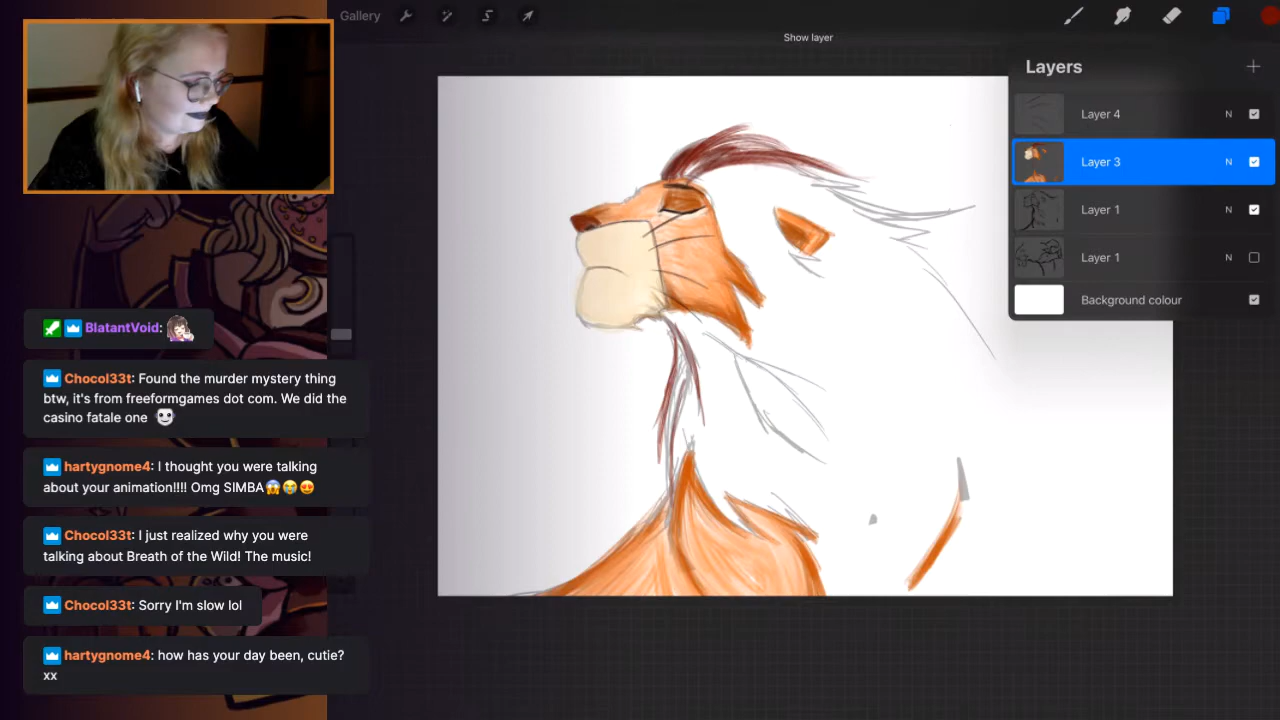 Gallery
Show layer
Layers
Layer 4
N
Layer 3
N
Layer 1
N
Layer 1
N
Background colour
BlatantVoid:
Chocol33t: Found the murder mystery thing
btw, it's from freeformgames dot com. We did the
casino fatale one
hartygnome4: I thought you were talking
about your animation!!!! Omg SIMBA😱😭😍
Chocol33t: I just realized why you were
talking about Breath of the Wild! The music!
Chocol33t: Sorry I'm slow lol
hartygnome4: how has your day been, cutie?
xx